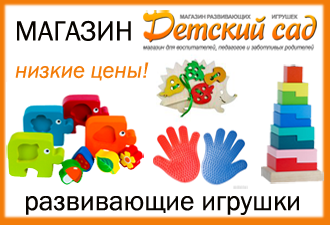 МАГАЗИН
МАГАЗИН РАЗВИВАЮЩИХ ИГРУШЕК
Детский сад
магазин для воспитателей, педагогов и заботливых родителей
низкие цены!
развивающие игрушки